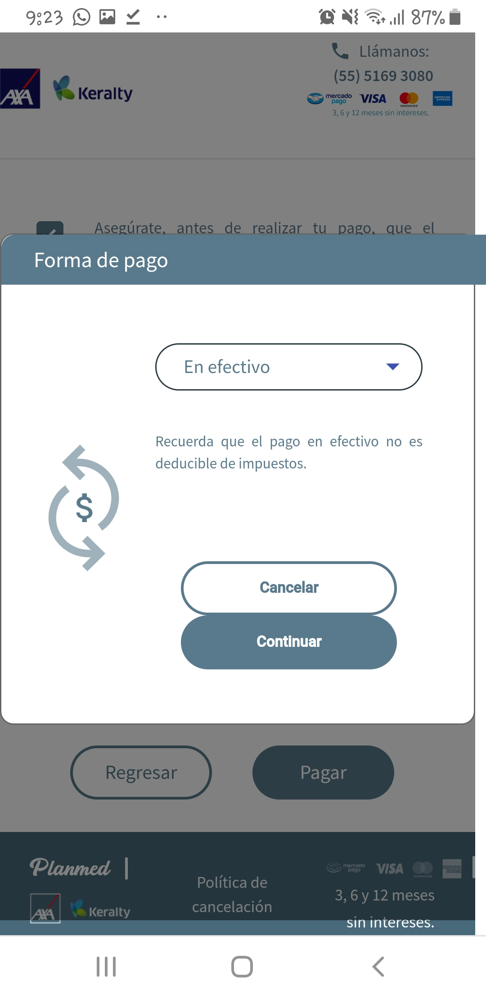 9:23
87%
Llámanos:
(55) 5169 3080
AXA
Keralty
mercado
pago
VISA
mastercard.
AMERICAN
EXPRESS
3, 6 y 12 meses sin intereses.
Asegúrate, antes de realizar tu pago, que el
Forma de pago
En efectivo
Recuerda que el pago en efectivo no es
deducible de impuestos.
$
Cancelar
Continuar
Regresar
Pagar
Planmed
mercado
pago
VISA
mastercard
AMERICAN
EXPRESS
Política de
cancelación
3, 6 y 12 meses
sin intereses.
AXA
Keralty